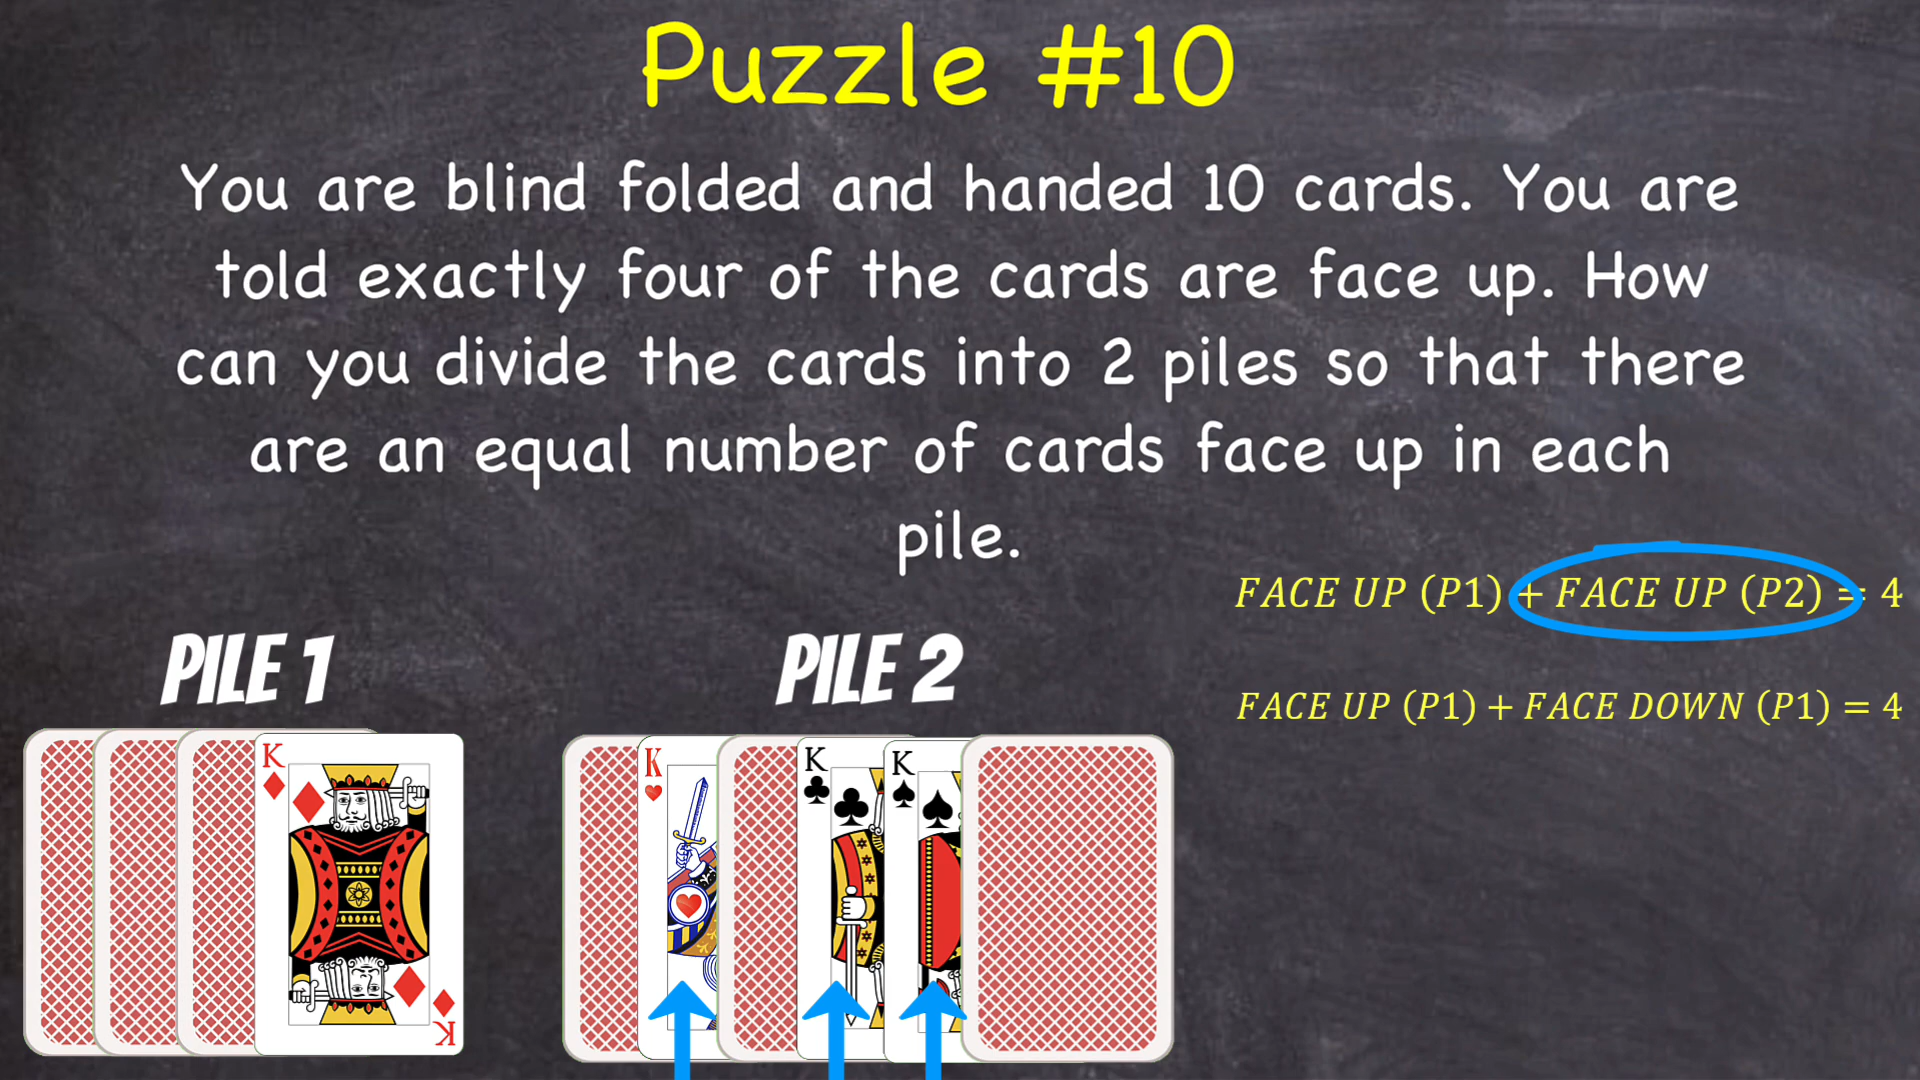 Puzzle #10
You are blind folded and handed 10 cards. You are
told exactly four of the cards are face up. How
can you divide the cards into 2 piles so that there
are an equal number of cards face up in each
pile.
FACE UP (P1) + FACE UP (P2) = 4
PILE 1
PILE 2
FACE UP (P1) + FACE DOWN (P1) = 4
K
K
K
K
K